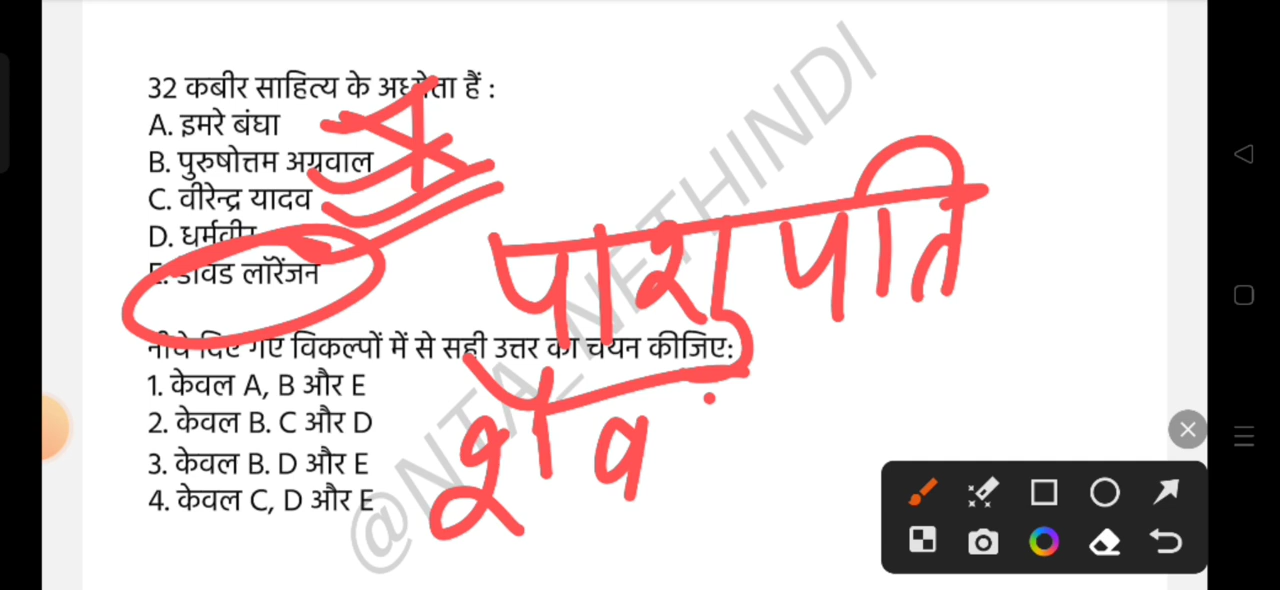 32 कबीर साहित्य के अध्येता हैं :
A. इमरे बंघा
B. पुरुषोत्तम अग्रवाल
C. वीरेन्द्र यादव
D. धर्मवीर
E. डेविड लॉरेंजन
पाशुपति
शैव
नीचे दिए गए विकल्पों में से सही उत्तर का चयन कीजिए:
1. केवल A, B और E
2. केवल B. C और D
3. केवल B. D और E
4. केवल C, D और E
@NTA_NETHINDI